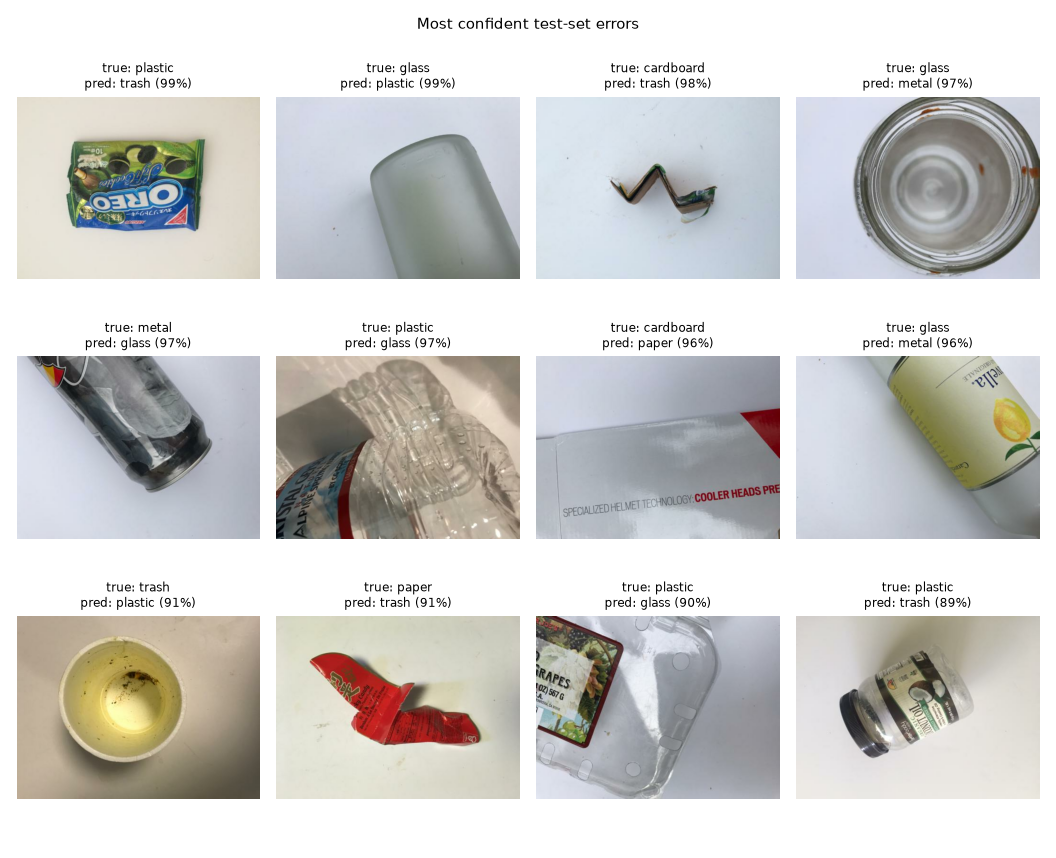 Most confident test-set errors
true: plastic
pred: trash (99%)
true: glass
pred: plastic (99%)
true: cardboard
pred: trash (98%)
true: glass
pred: metal (97%)
OREO
true: metal
pred: glass (97%)
true: plastic
pred: glass (97%)
true: cardboard
pred: paper (96%)
true: glass
pred: metal (96%)
SPECIALIZED HELMET TECHNOLOGY: COOLER HEADS PRE
nella.
true: trash
pred: plastic (91%)
true: paper
pred: trash (91%)
true: plastic
pred: glass (90%)
true: plastic
pred: trash (89%)
GRAPES